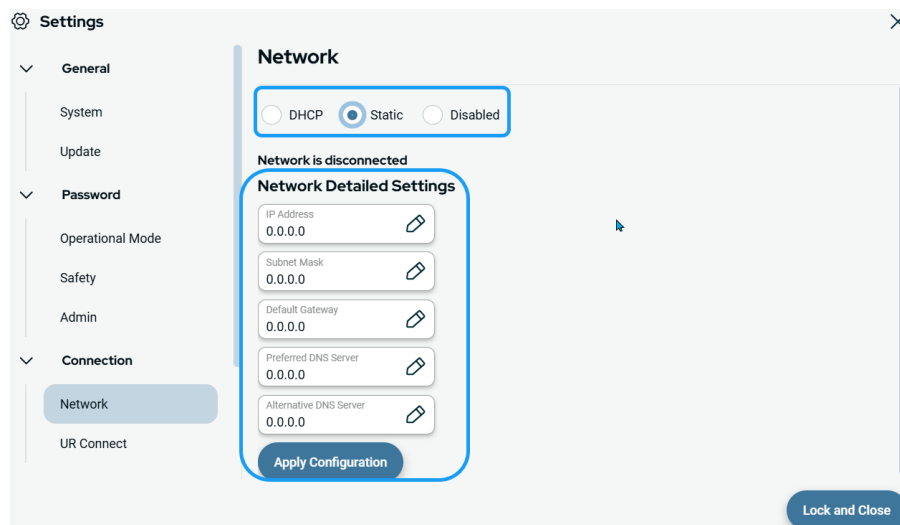 Settings
General
System
Update
Password
Operational Mode
Safety
Admin
Connection
Network
UR Connect
Network
DHCP Static Disabled
Network is disconnected
Network Detailed Settings
IP Address
0.0.0.0
Subnet Mask
0.0.0.0
Default Gateway
0.0.0.0
Preferred DNS Server
0.0.0.0
Alternative DNS Server
0.0.0.0
Apply Configuration
Lock and Close